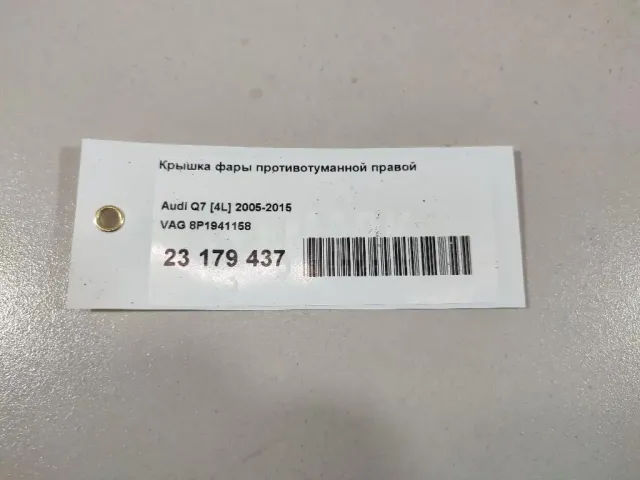 Крышка фары противотуманной правой
Audi Q7 [4L] 2005-2015
VAG 8P1941158
23 179 437